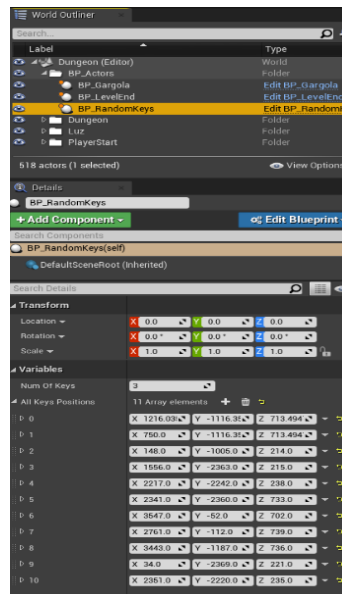 World Outliner
Search...
Label Type
Dungeon (Editor) World
BP_Actors Folder
BP_Gargola Edit BP_Gargola
BP_LevelEnd Edit BP_LevelEn
BP_RandomKeys Edit BP_Random
Dungeon Folder
Luz Folder
PlayerStart Folder
518 actors (1 selected) View Option
Details
BP_RandomKeys
+ Add Component Edit Blueprint
Search Components
BP_RandomKeys(self)
DefaultSceneRoot (Inherited)
Search Details
Transform
Location X 0.0 Y 0.0 Z 0.0
Rotation X 0.0° Y 0.0° Z 0.0°
Scale X 1.0 Y 1.0 Z 1.0
Variables
Num Of Keys 3
All Keys Positions 11 Array elements
0 X 1216.03 Y -1116.3 Z 713.494
1 X 750.0 Y -1116.3 Z 713.494
2 X 148.0 Y -1005.0 Z 214.0
3 X 1556.0 Y -2363.0 Z 215.0
4 X 2217.0 Y -2242.0 Z 238.0
5 X 2341.0 Y -2360.0 Z 733.0
6 X 3547.0 Y -52.0 Z 702.0
7 X 2761.0 Y -112.0 Z 739.0
8 X 3443.0 Y -1187.0 Z 736.0
9 X 34.0 Y -2369.0 Z 221.0
10 X 2351.0 Y -2220.0 Z 235.0